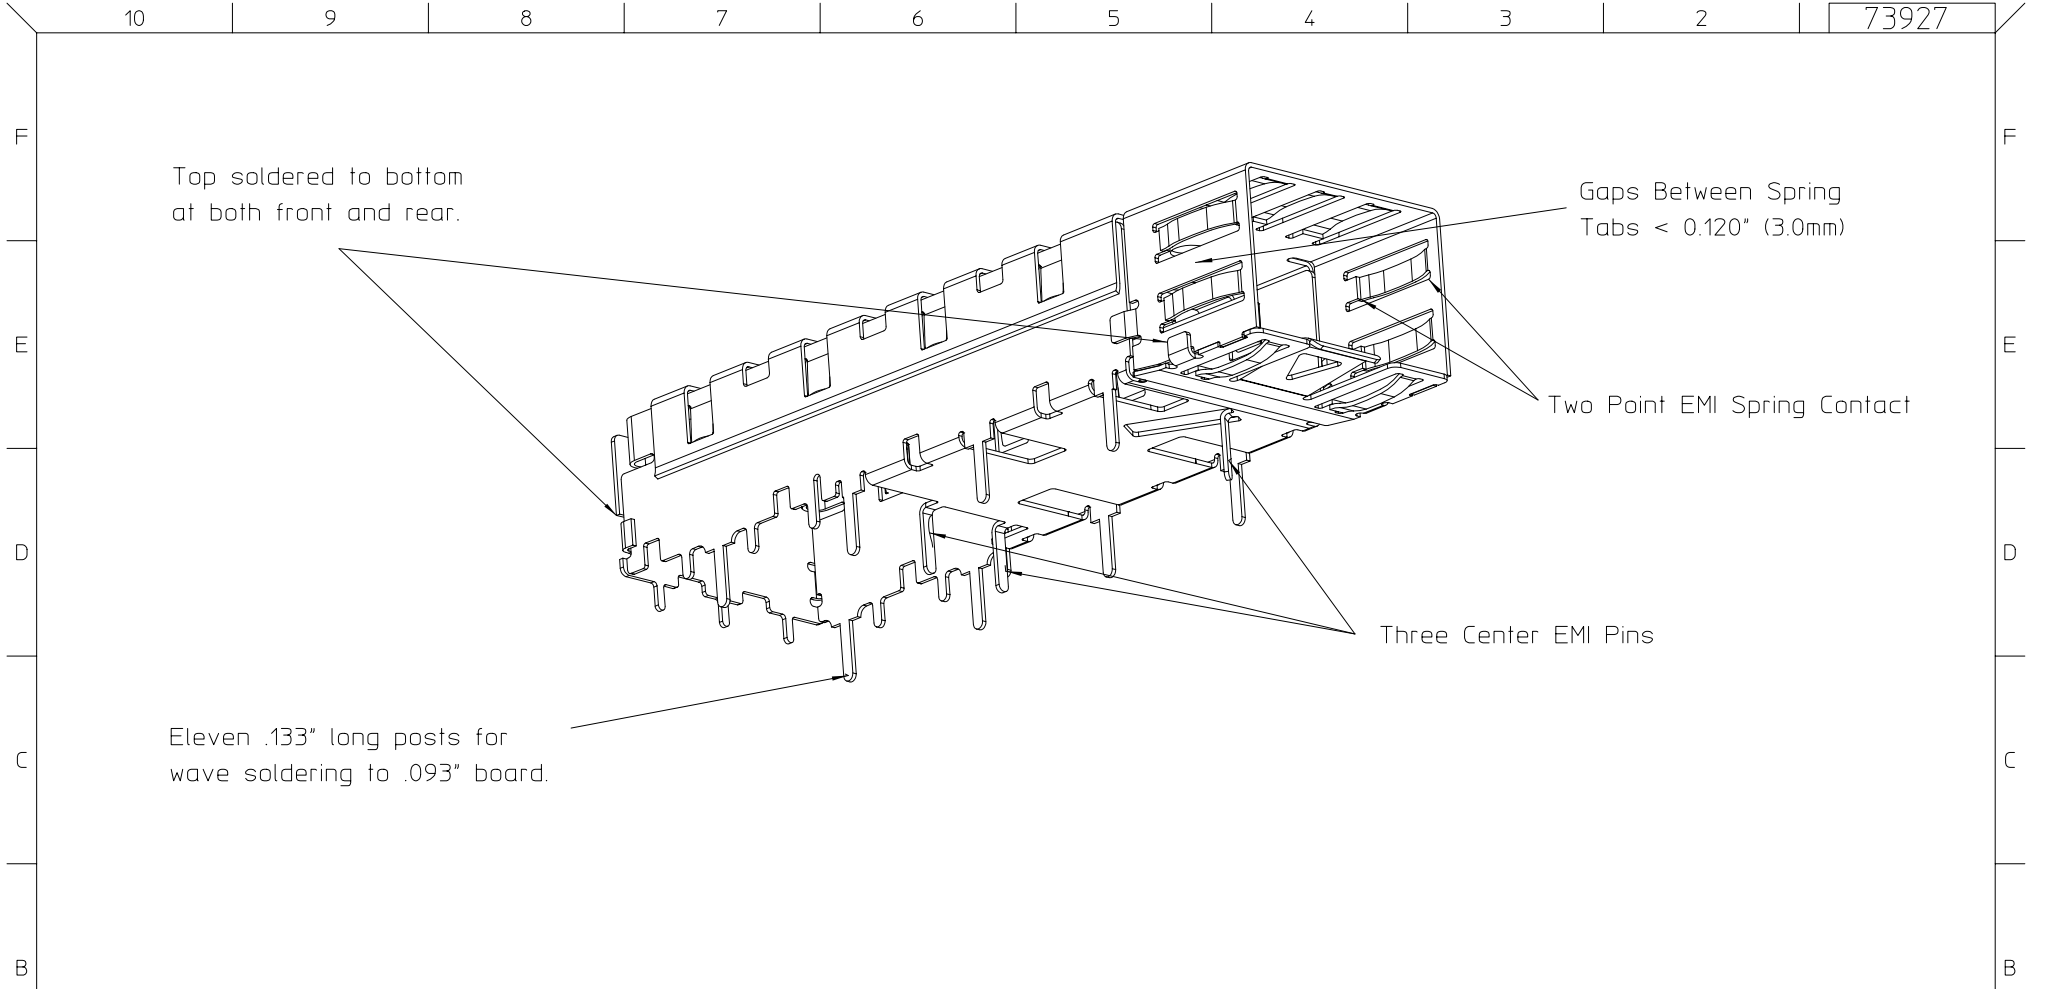 10 9 8 7 6 5 4 3 2 73927
F F
Top soldered to bottom
at both front and rear.
Gaps Between Spring
Tabs < 0.120" (3.0mm)
E E
Two Point EMI Spring Contact
D D
Three Center EMI Pins
Eleven .133" long posts for
wave soldering to .093" board.
C C
B B